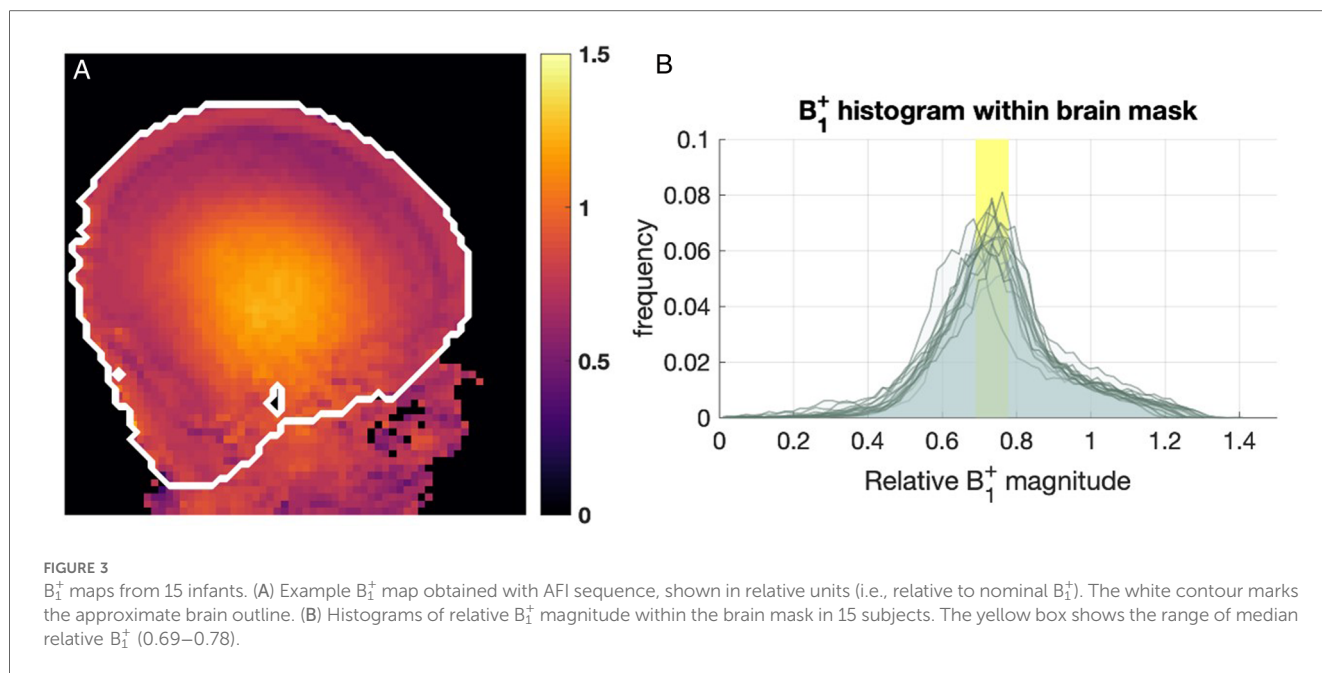 A
1.5
1
0.5
0
B
B₁⁺ histogram within brain mask
0.1
0.08
0.06
0.04
0.02
0
frequency
0 0.2 0.4 0.6 0.8 1 1.2 1.4
Relative B₁⁺ magnitude
FIGURE 3
B₁⁺ maps from 15 infants. (A) Example B₁⁺ map obtained with AFI sequence, shown in relative units (i.e., relative to nominal B₁⁺). The white contour marks
the approximate brain outline. (B) Histograms of relative B₁⁺ magnitude within the brain mask in 15 subjects. The yellow box shows the range of median
relative B₁⁺ (0.69–0.78).